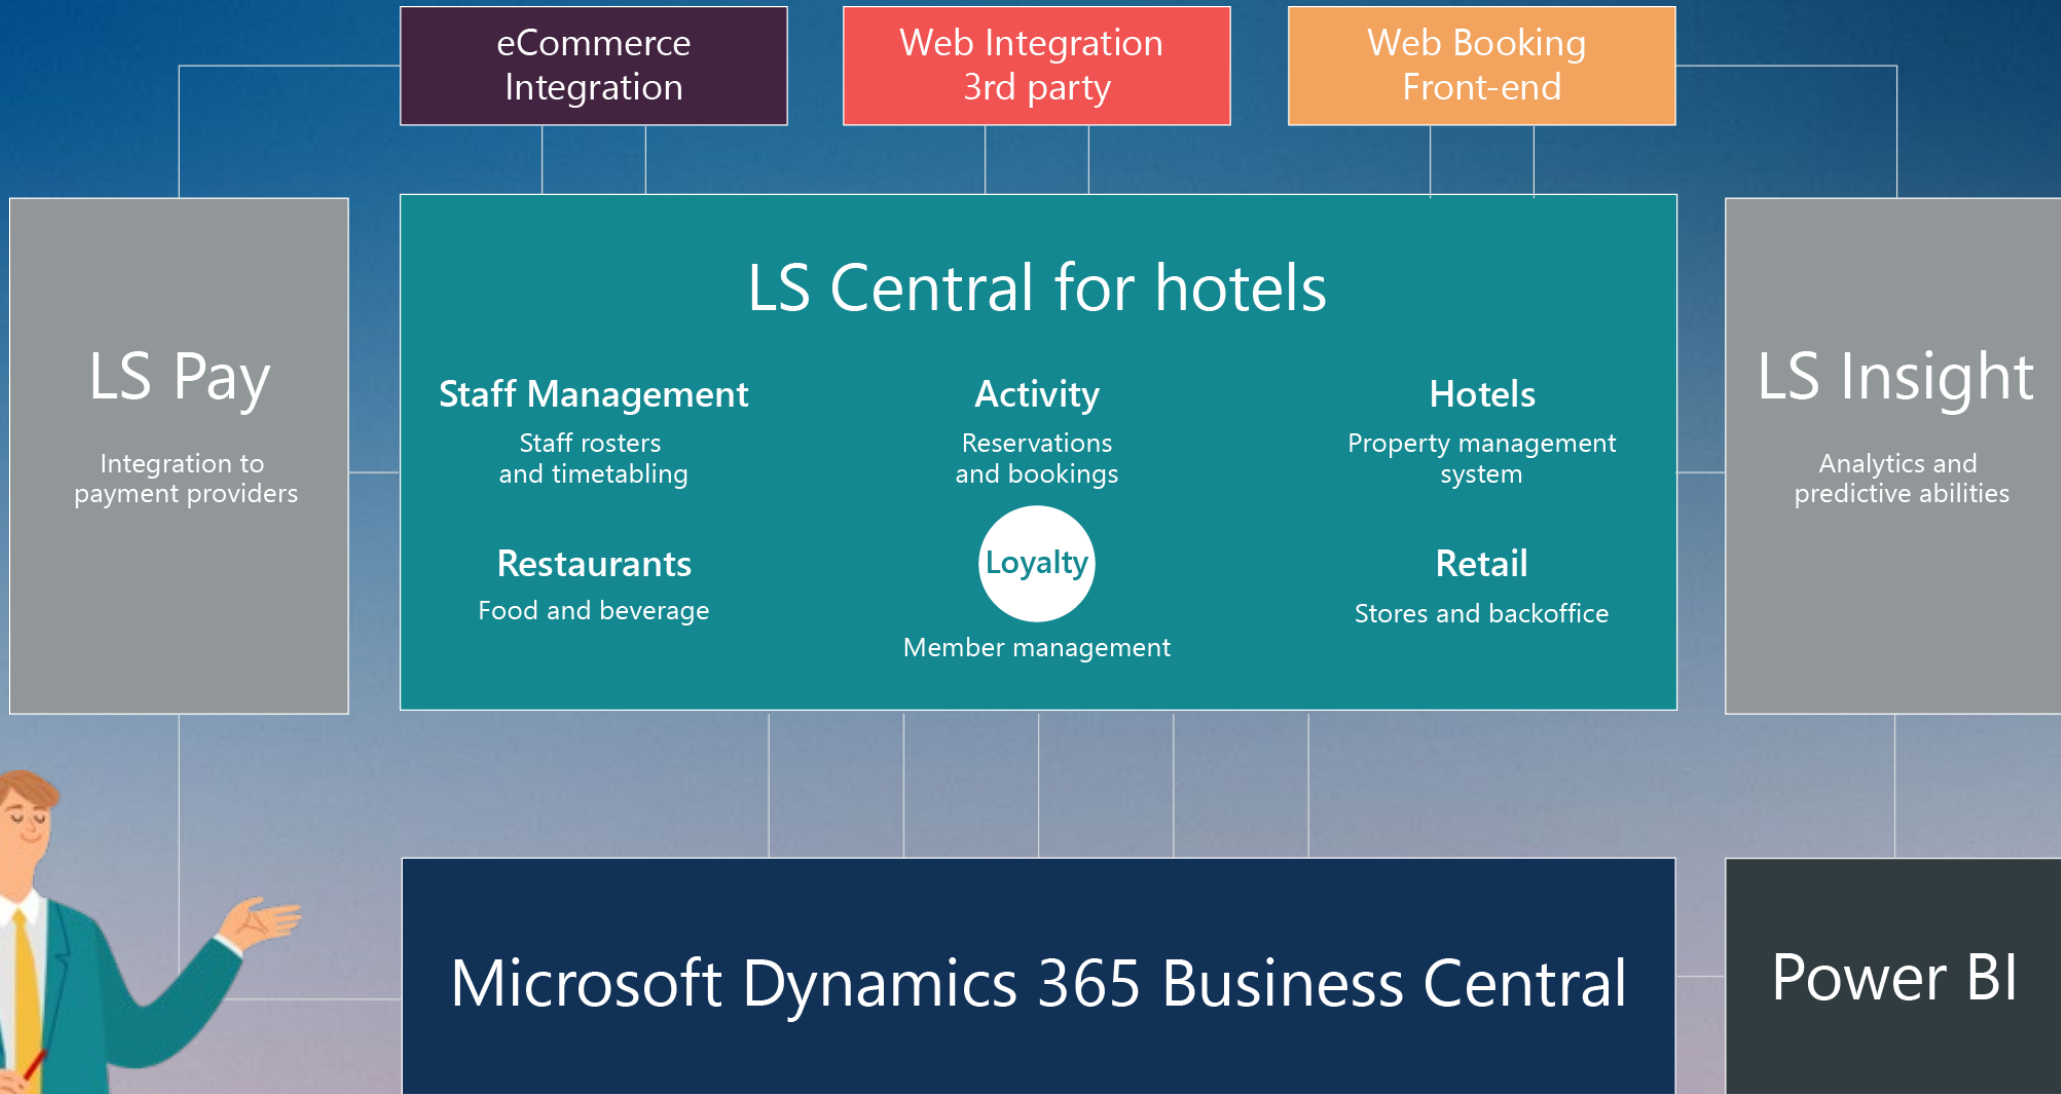 eCommerce
Integration
Web Integration
3rd party
Web Booking
Front-end
LS Pay
Integration to
payment providers
LS Central for hotels
Staff Management
Staff rosters
and timetabling
Activity
Reservations
and bookings
Hotels
Property management
system
Restaurants
Food and beverage
Loyalty
Member management
Retail
Stores and backoffice
LS Insight
Analytics and
predictive abilities
Microsoft Dynamics 365 Business Central
Power BI